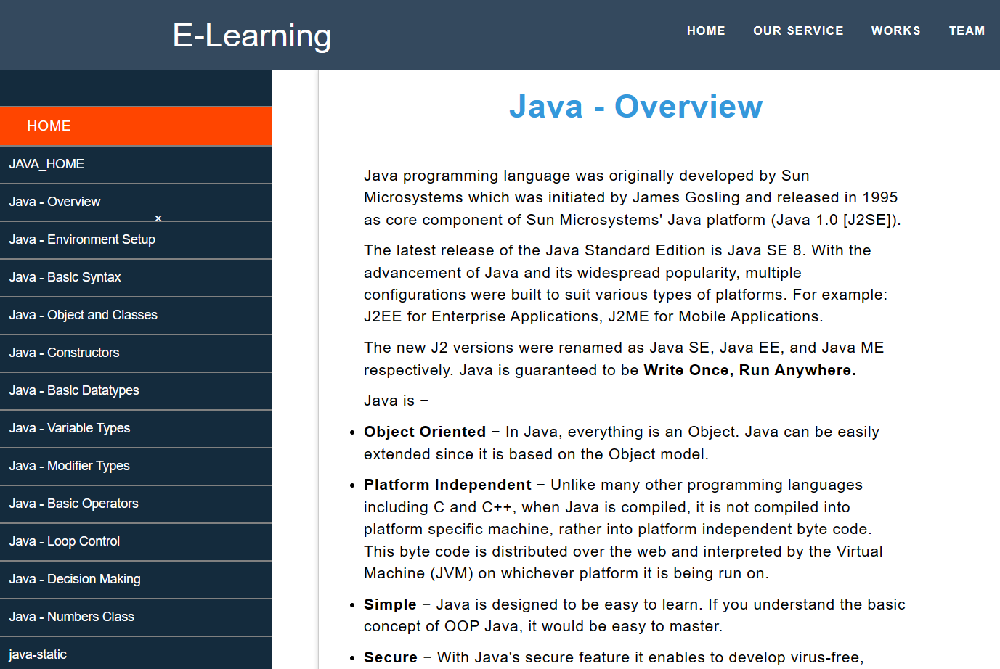 E-Learning
HOME OUR SERVICE WORKS TEAM
HOME
JAVA_HOME
Java - Overview
×
Java - Environment Setup
Java - Basic Syntax
Java - Object and Classes
Java - Constructors
Java - Basic Datatypes
Java - Variable Types
Java - Modifier Types
Java - Basic Operators
Java - Loop Control
Java - Decision Making
Java - Numbers Class
java-static
Java - Overview
Java programming language was originally developed by Sun
Microsystems which was initiated by James Gosling and released in 1995
as core component of Sun Microsystems' Java platform (Java 1.0 [J2SE]).
The latest release of the Java Standard Edition is Java SE 8. With the
advancement of Java and its widespread popularity, multiple
configurations were built to suit various types of platforms. For example:
J2EE for Enterprise Applications, J2ME for Mobile Applications.
The new J2 versions were renamed as Java SE, Java EE, and Java ME
respectively. Java is guaranteed to be Write Once, Run Anywhere.
Java is −
• Object Oriented − In Java, everything is an Object. Java can be easily
extended since it is based on the Object model.
• Platform Independent − Unlike many other programming languages
including C and C++, when Java is compiled, it is not compiled into
platform specific machine, rather into platform independent byte code.
This byte code is distributed over the web and interpreted by the Virtual
Machine (JVM) on whichever platform it is being run on.
• Simple − Java is designed to be easy to learn. If you understand the basic
concept of OOP Java, it would be easy to master.
• Secure − With Java's secure feature it enables to develop virus-free,